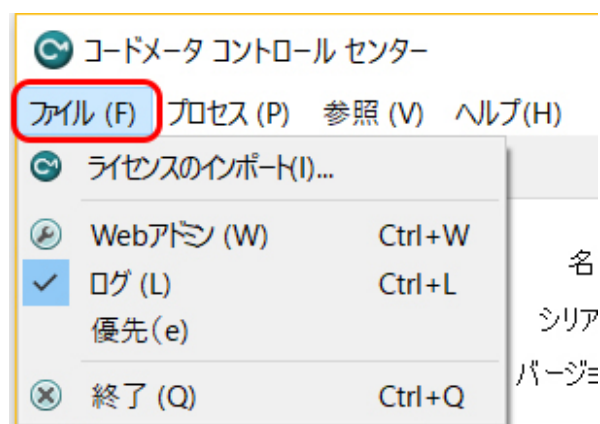 コードメータ コントロール センター
ファイル (F) プロセス (P) 参照 (V) ヘルプ(H)
ライセンスのインポート(I)...
Webアドミン (W) Ctrl+W
ログ (L) Ctrl+L
優先(e)
終了 (Q) Ctrl+Q
名
シリア
バージョ